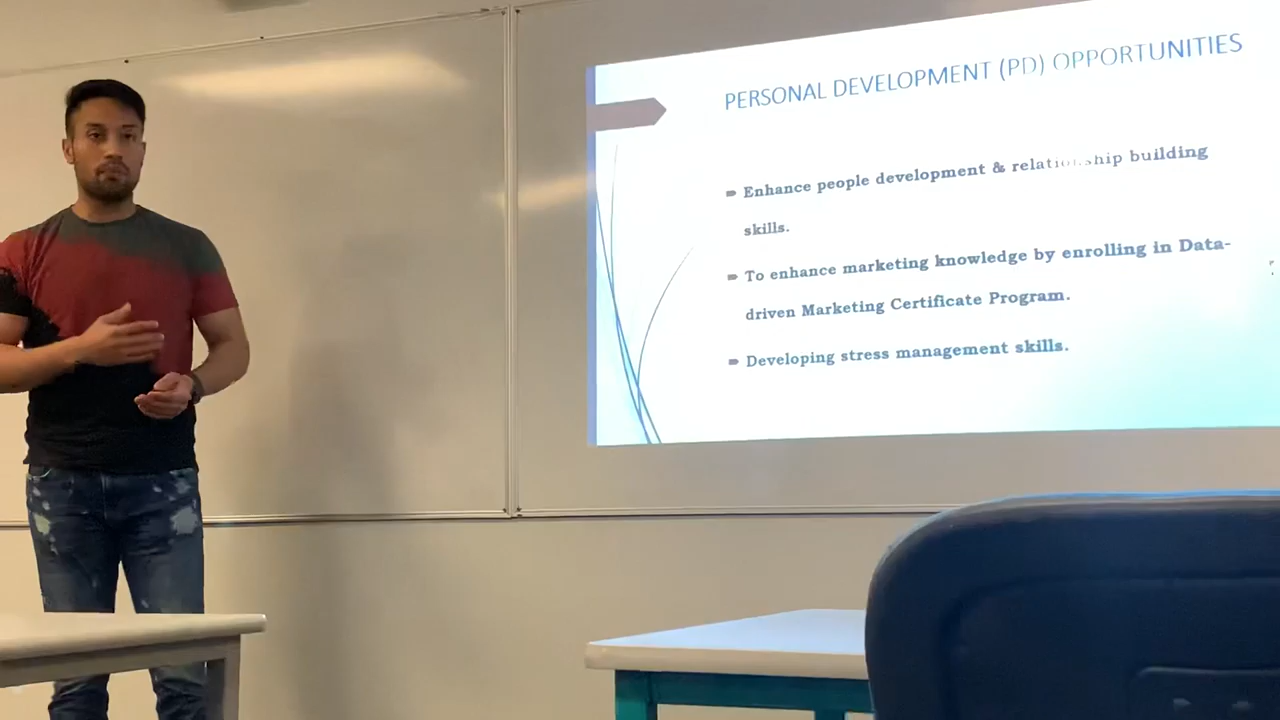 PERSONAL DEVELOPMENT (PD) OPPORTUNITIES
Enhance people development & relationship building
skills.
To enhance marketing knowledge by enrolling in Data-
driven Marketing Certificate Program.
Developing stress management skills.